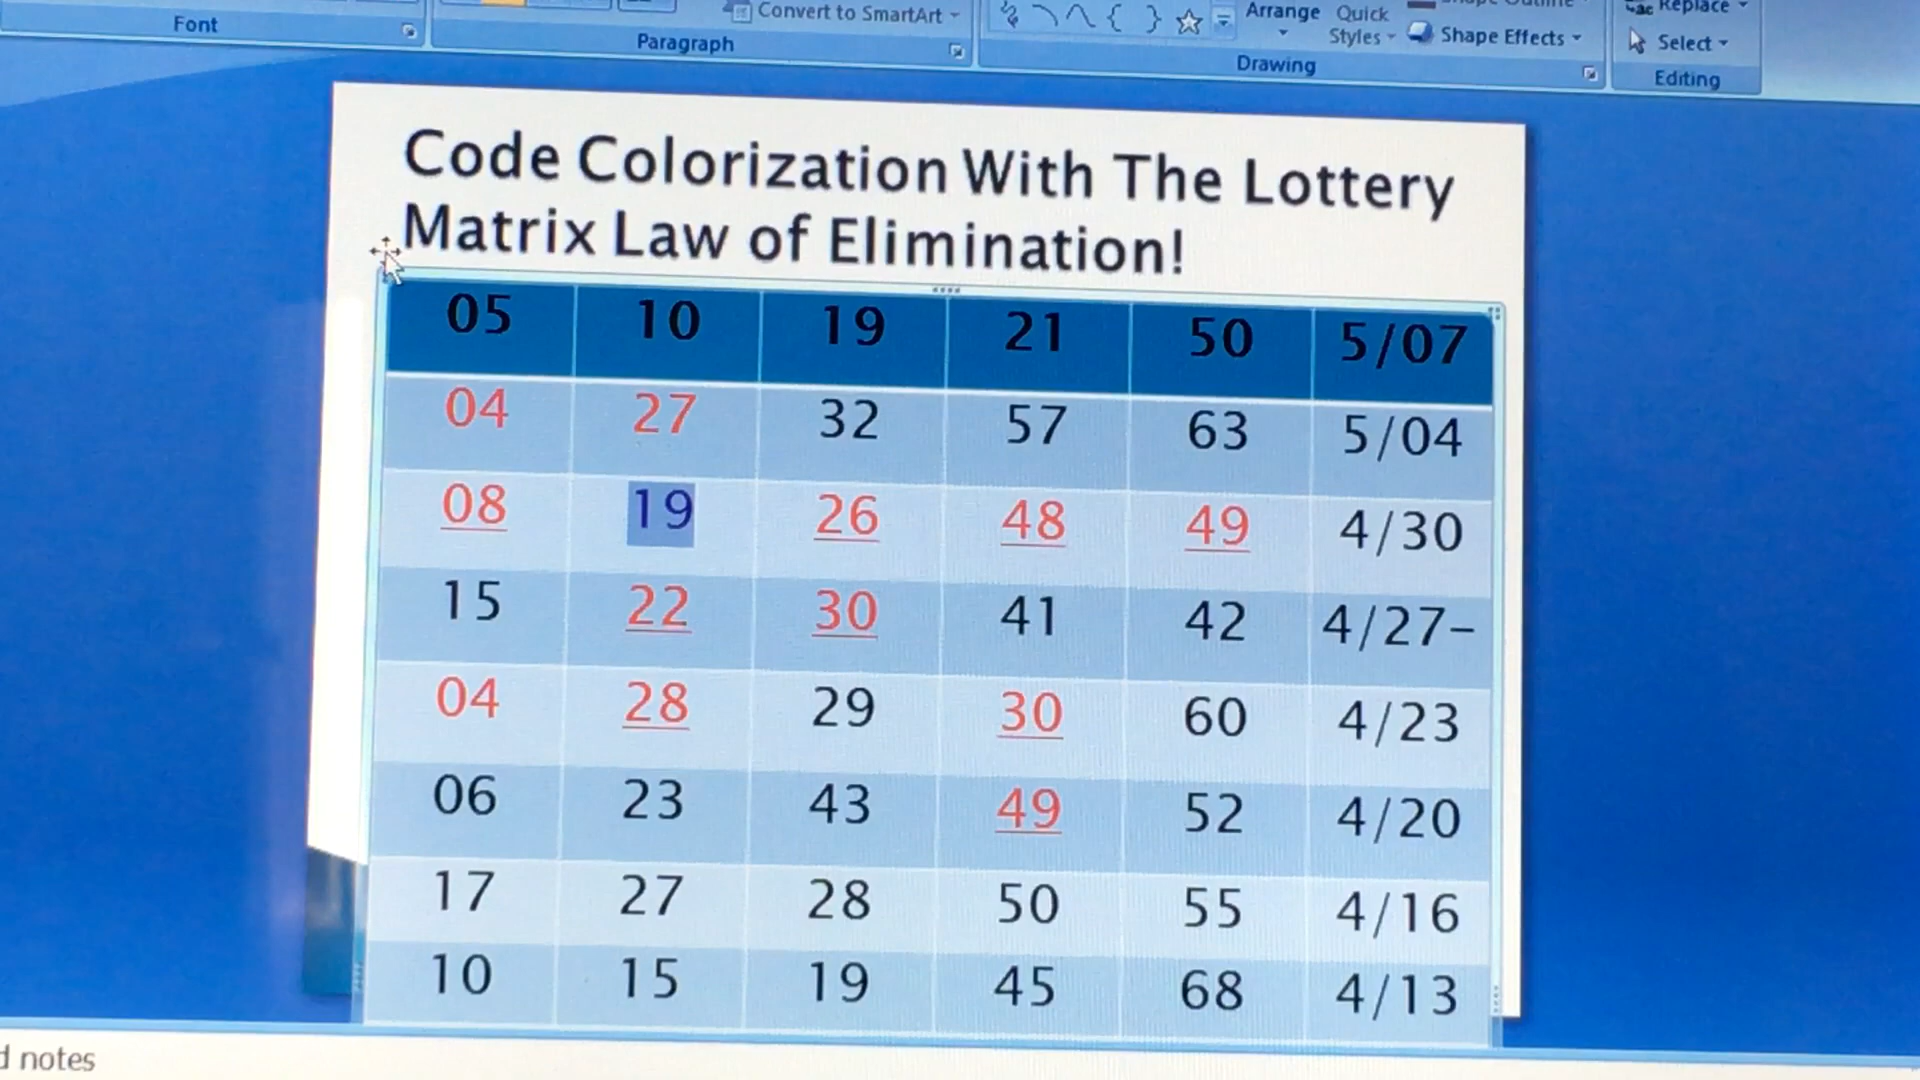 Convert to SmartArt
Replace
Arrange
Quick
Styles
Shape Effects
Select
Font
Paragraph
Drawing
Editing
Code Colorization With The Lottery
Matrix Law of Elimination!
05 10 19 21 50 5/07
04 27 32 57 63 5/04
08 19 26 48 49 4/30
15 22 30 41 42 4/27-
04 28 29 30 60 4/23
06 23 43 49 52 4/20
17 27 28 50 55 4/16
10 15 19 45 68 4/13
notes